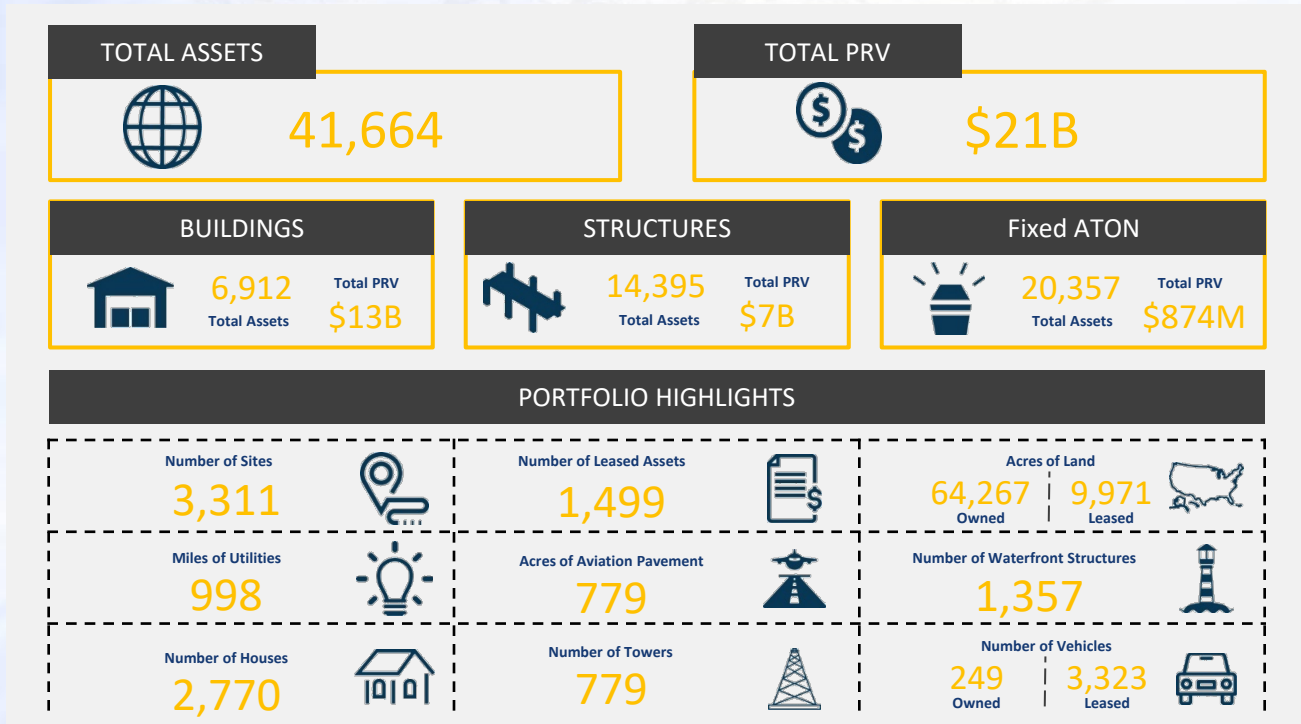 TOTAL ASSETS
41,664
TOTAL PRV
$ $
$21B
BUILDINGS
6,912
Total Assets
Total PRV
$13B
STRUCTURES
14,395
Total Assets
Total PRV
$7B
Fixed ATON
20,357
Total Assets
Total PRV
$874M
PORTFOLIO HIGHLIGHTS
Number of Sites
3,311
Number of Leased Assets
1,499
$
Acres of Land
64,267
Owned
9,971
Leased
Miles of Utilities
998
Acres of Aviation Pavement
779
Number of Waterfront Structures
1,357
Number of Houses
2,770
Number of Towers
779
Number of Vehicles
249
Owned
3,323
Leased